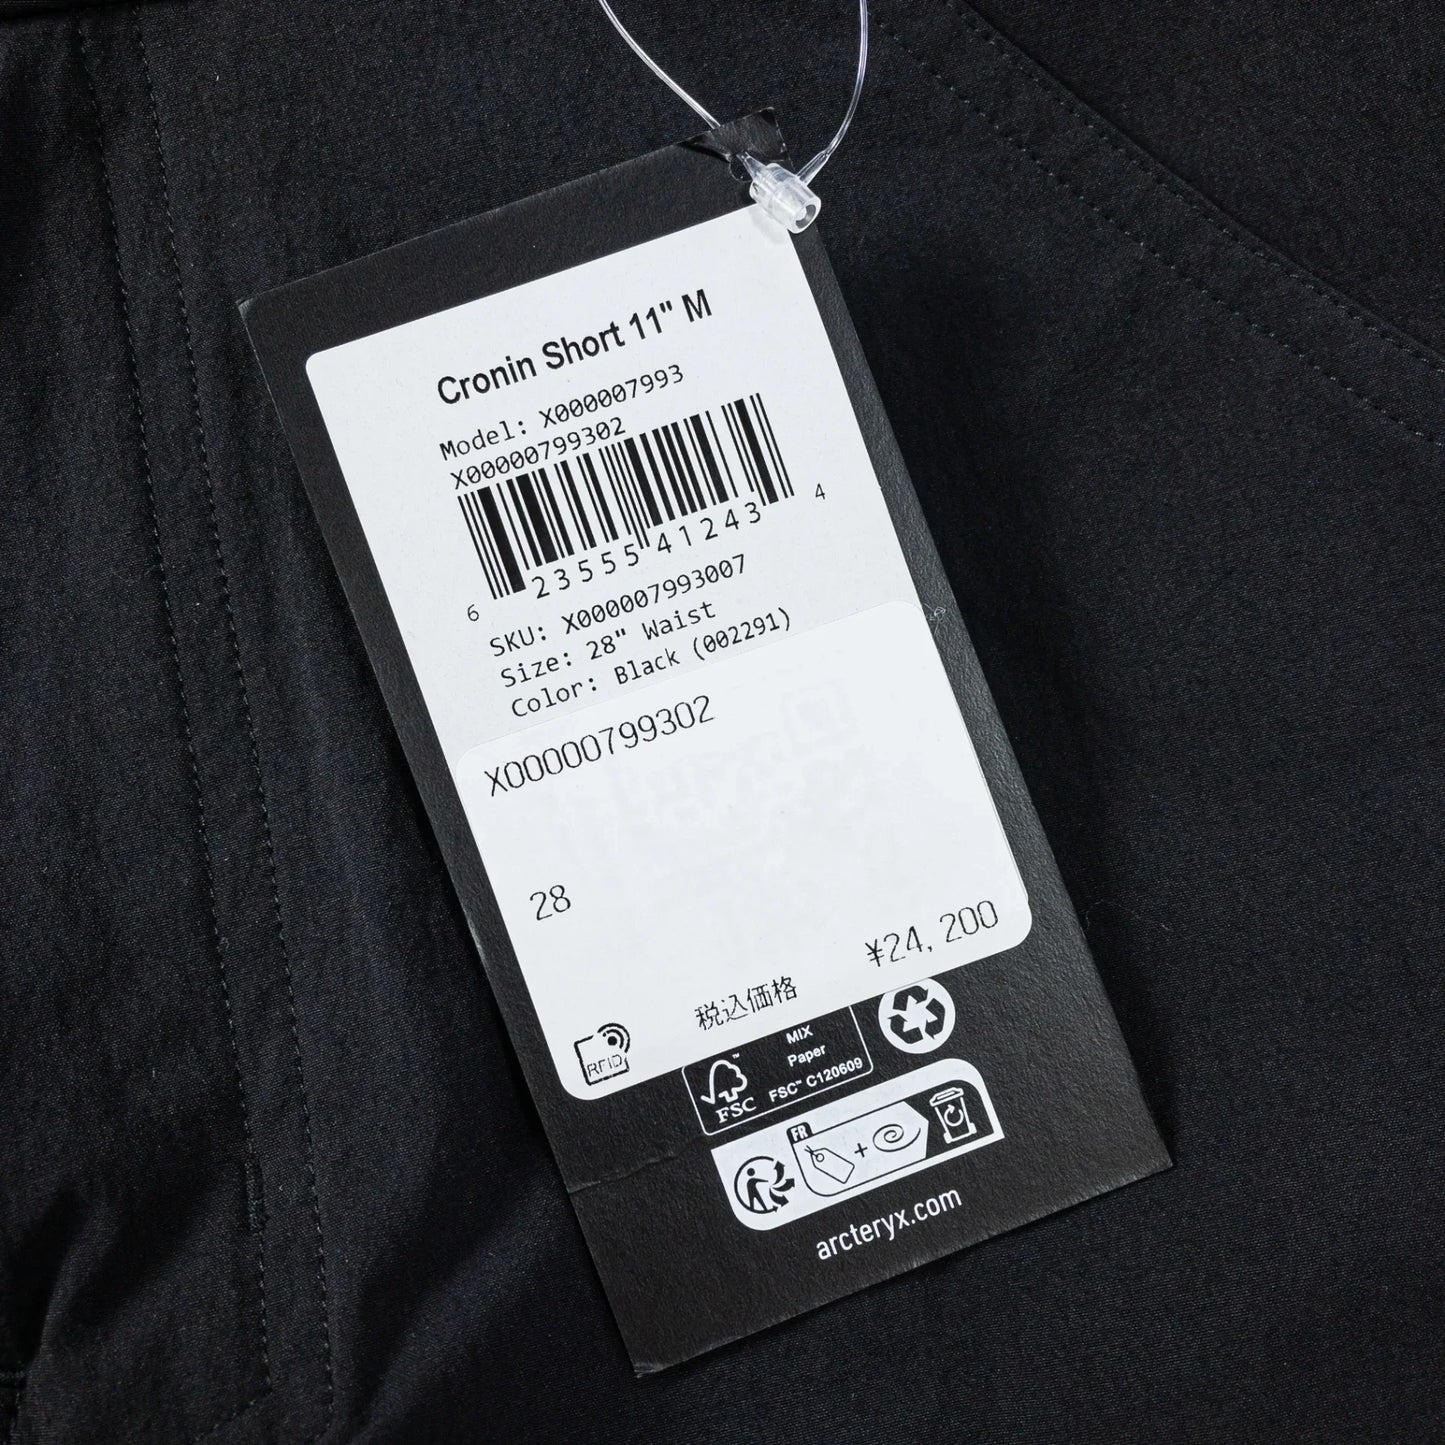 Cronin Short 11" M
Model: X000007993
X00000799302
6 23555 41243 4
SKU: X000007993007
Size: 28" Waist
Color: Black (002291)
X00000799302
28
¥24,200
税込価格
RFID
MIX
Paper
FSC™ C120609
FSC™
FR
+
arcteryx.com